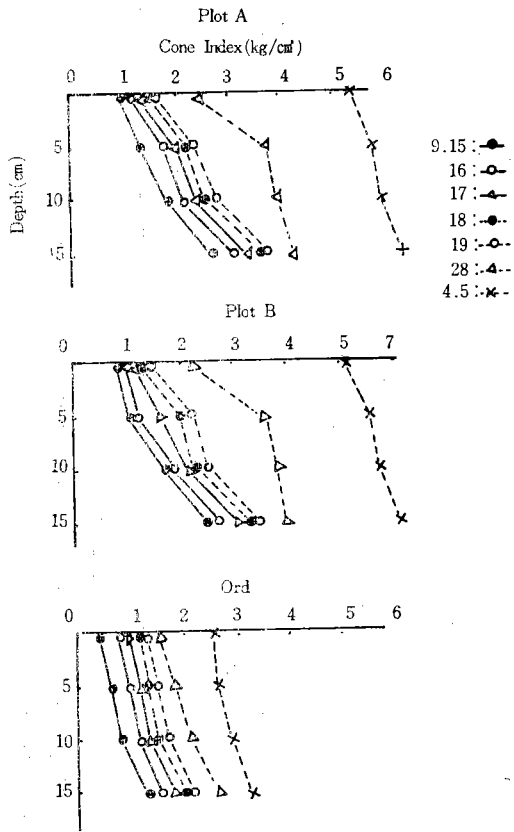 Plot A
Cone Index(kg/cm²)
0 1 2 3 4 5 6
Depth(cm)
5
10
15
9.15 :
16 :
17 :
18 :
19 :
28 :
4.5 :
Plot B
0 1 2 3 4 5 6 7
5
10
15
Ord
0 1 2 3 4 5 6
5
10
15